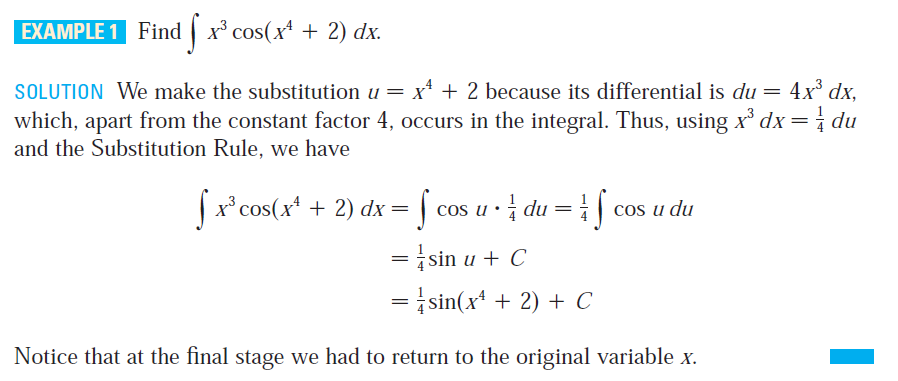 EXAMPLE 1 Find ∫ x³ cos(x⁴ + 2) dx.
SOLUTION We make the substitution u = x⁴ + 2 because its differential is du = 4x³ dx,
which, apart from the constant factor 4, occurs in the integral. Thus, using x³ dx = ¼ du
and the Substitution Rule, we have
∫ x³ cos(x⁴ + 2) dx = ∫ cos u · ¼ du = ¼ ∫ cos u du
= ¼ sin u + C
= ¼ sin(x⁴ + 2) + C
Notice that at the final stage we had to return to the original variable x.